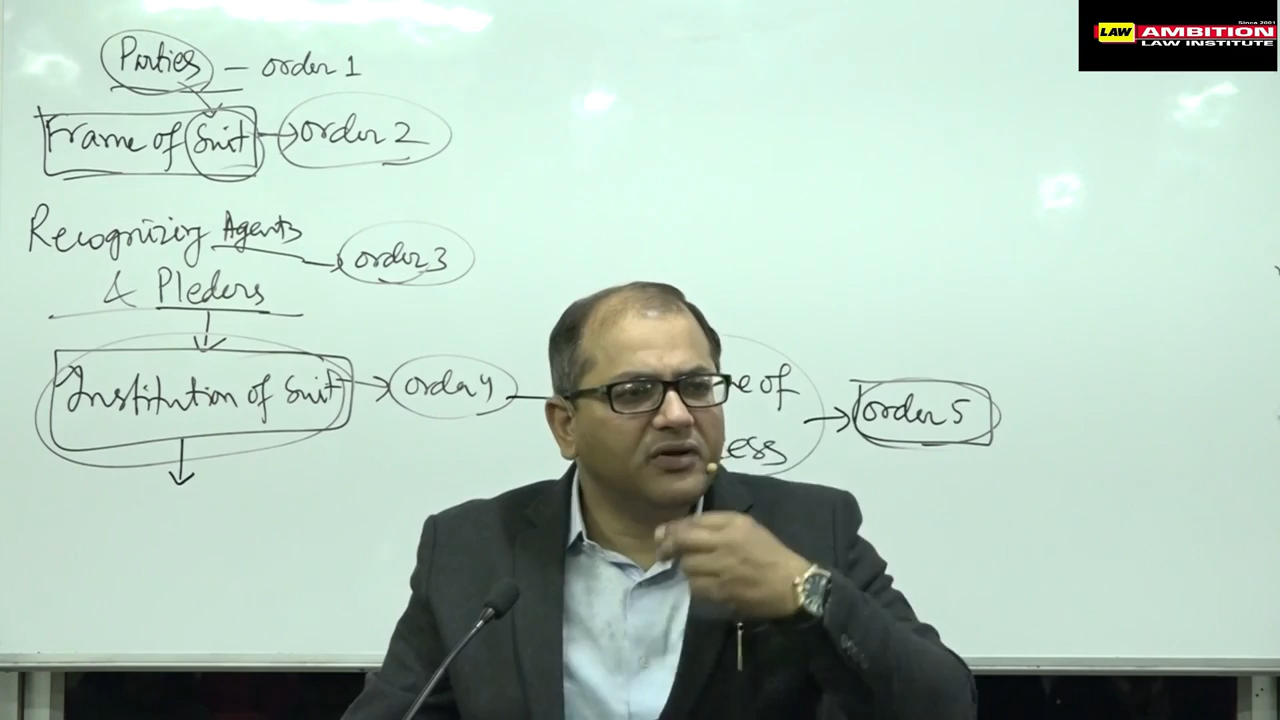 Parties - order 1
Frame of Suit order 2
Recognizing Agents order 3
& Pleders
Institution of Suit order 4
of order 5
LAW AMBITION
Since 2001
LAW INSTITUTE